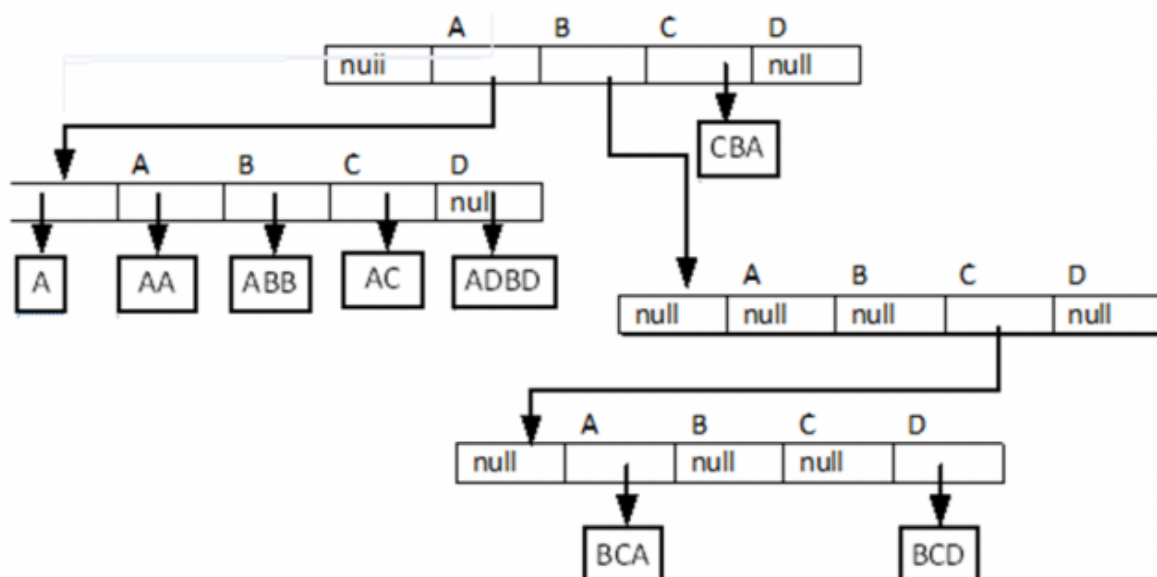 A B C D
nuii null
CBA
A B C D
null
A AA ABB AC ADBD
A B C D
null null null null
A B C D
null null null
BCA BCD